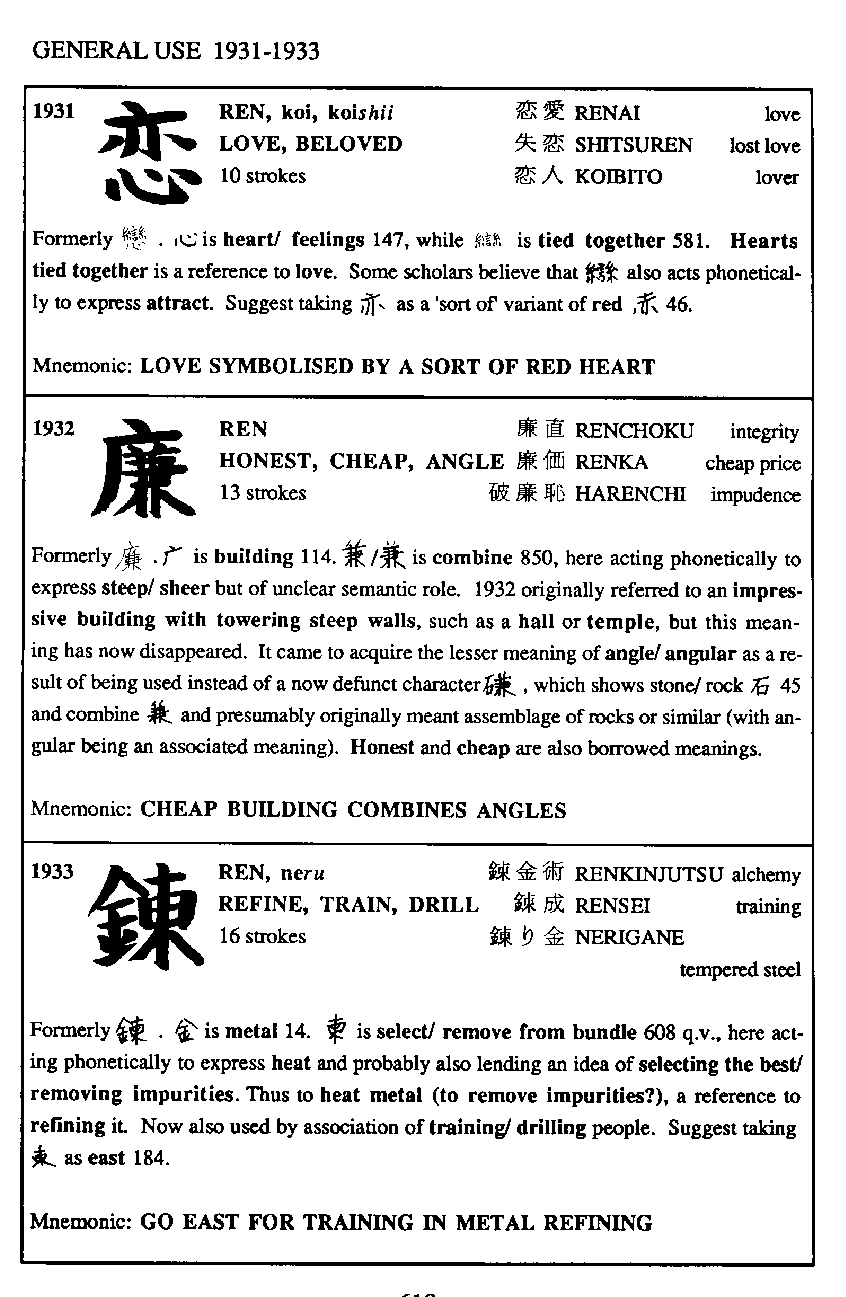 GENERAL USE 1931-1933
1931 恋 REN, koi, koishii 恋愛 RENAI love
LOVE, BELOVED 失恋 SHITSUREN lost love
10 strokes 恋人 KOIBITO lover
Formerly 戀 . 心 is heart/ feelings 147, while 䜌 is tied together 581. Hearts
tied together is a reference to love. Some scholars believe that 䜌 also acts phonetical-
ly to express attract. Suggest taking 亦 as a 'sort of' variant of red 赤 46.
Mnemonic: LOVE SYMBOLISED BY A SORT OF RED HEART
1932 廉 REN 廉直 RENCHOKU integrity
HONEST, CHEAP, ANGLE 廉価 RENKA cheap price
13 strokes 破廉恥 HARENCHI impudence
Formerly 廉 . 广 is building 114. 兼/兼 is combine 850, here acting phonetically to
express steep/ sheer but of unclear semantic role. 1932 originally referred to an impres-
sive building with towering steep walls, such as a hall or temple, but this mean-
ing has now disappeared. It came to acquire the lesser meaning of angle/ angular as a re-
sult of being used instead of a now defunct character 磏 , which shows stone/ rock 石 45
and combine 兼 and presumably originally meant assemblage of rocks or similar (with an-
gular being an associated meaning). Honest and cheap are also borrowed meanings.
Mnemonic: CHEAP BUILDING COMBINES ANGLES
1933 錬 REN, neru 錬金術 RENKINJUTSU alchemy
REFINE, TRAIN, DRILL 錬成 RENSEI training
16 strokes 錬り金 NERIGANE
tempered steel
Formerly 鍊 . 金 is metal 14. 柬 is select/ remove from bundle 608 q.v., here act-
ing phonetically to express heat and probably also lending an idea of selecting the best/
removing impurities. Thus to heat metal (to remove impurities?), a reference to
refining it. Now also used by association of training/ drilling people. Suggest taking
東 as east 184.
Mnemonic: GO EAST FOR TRAINING IN METAL REFINING